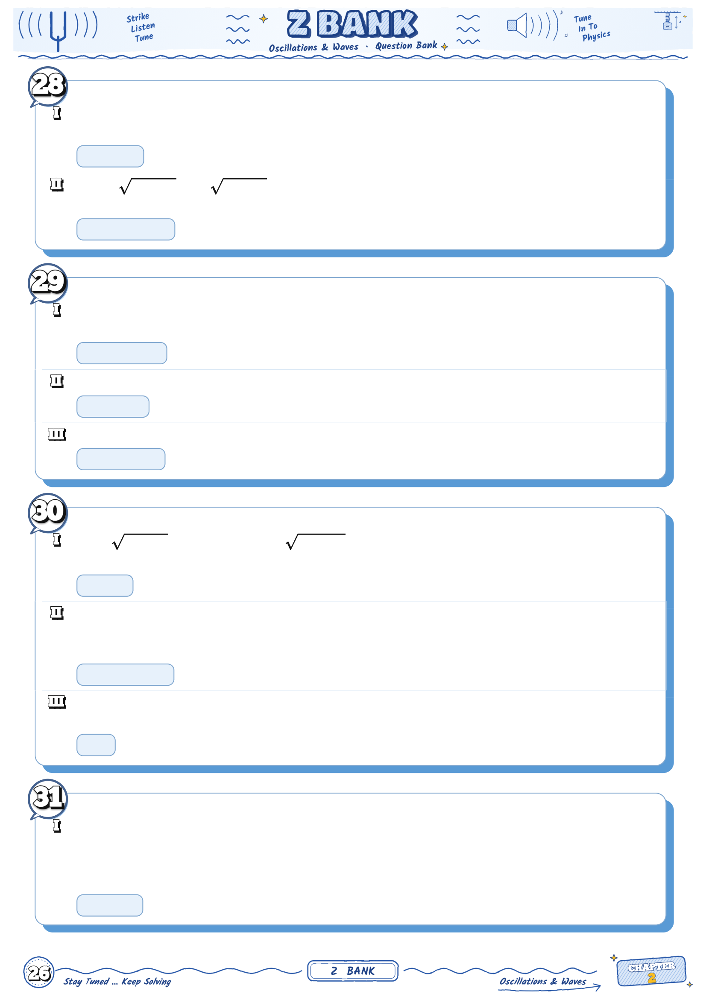 Strike
Listen
Tune
Z BANK
Oscillations & Waves · Question Bank
Tune
In To
Physics
m
28
I
II
√
√
29
I
II
III
30
I
√
√
II
III
31
I
26
Stay Tuned ... Keep Solving
Z BANK
Oscillations & Waves
CHAPTER
2